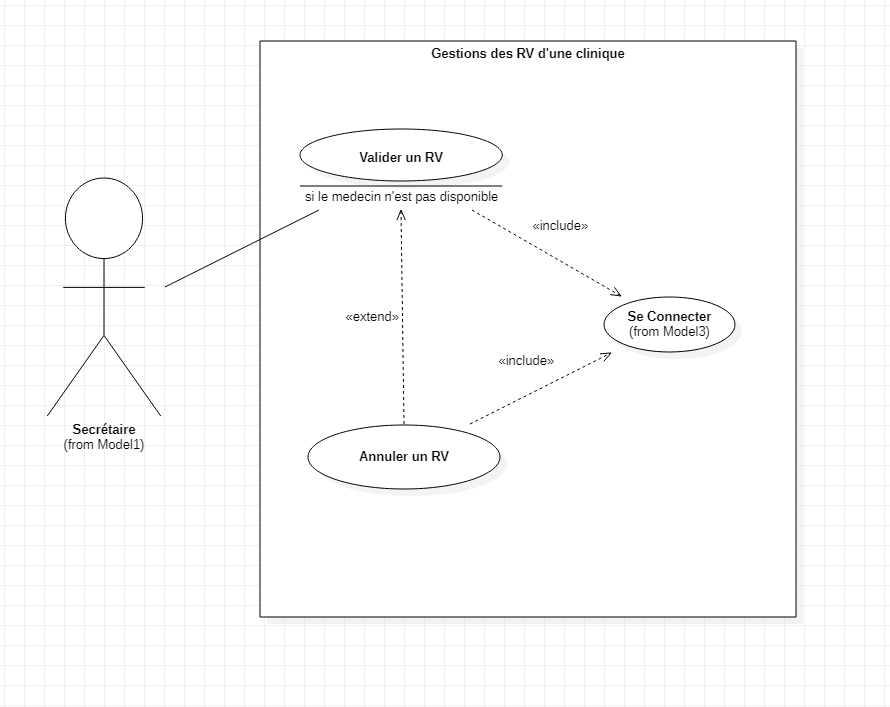 Gestions des RV d'une clinique
Valider un RV
si le medecin n'est pas disponible
«include»
«extend»
Se Connecter
(from Model3)
«include»
Secrétaire
(from Model1)
Annuler un RV